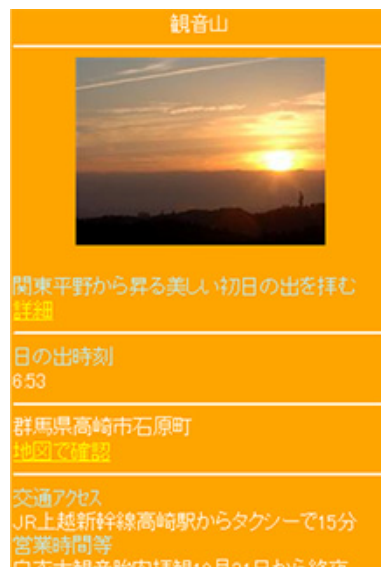 観音山
関東平野から昇る美しい初日の出を拝む
詳細
日の出時刻
6:53
群馬県高崎市石原町
地図で確認
交通アクセス
JR上越新幹線高崎駅からタクシーで15分
営業時間等